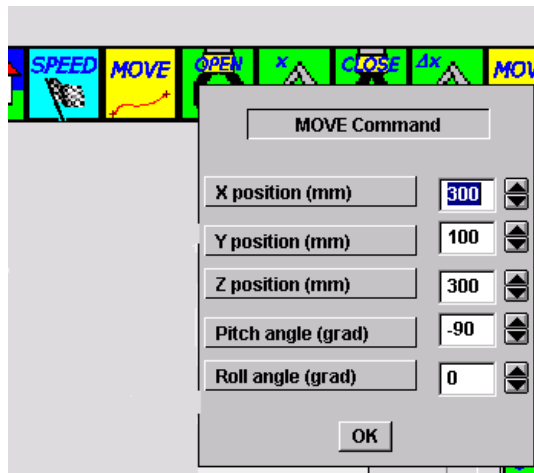 SPEED MOVE OPEN x CLOSE Δx
MOVE Command
X position (mm) 300
Y position (mm) 100
Z position (mm) 300
Pitch angle (grad) -90
Roll angle (grad) 0
OK